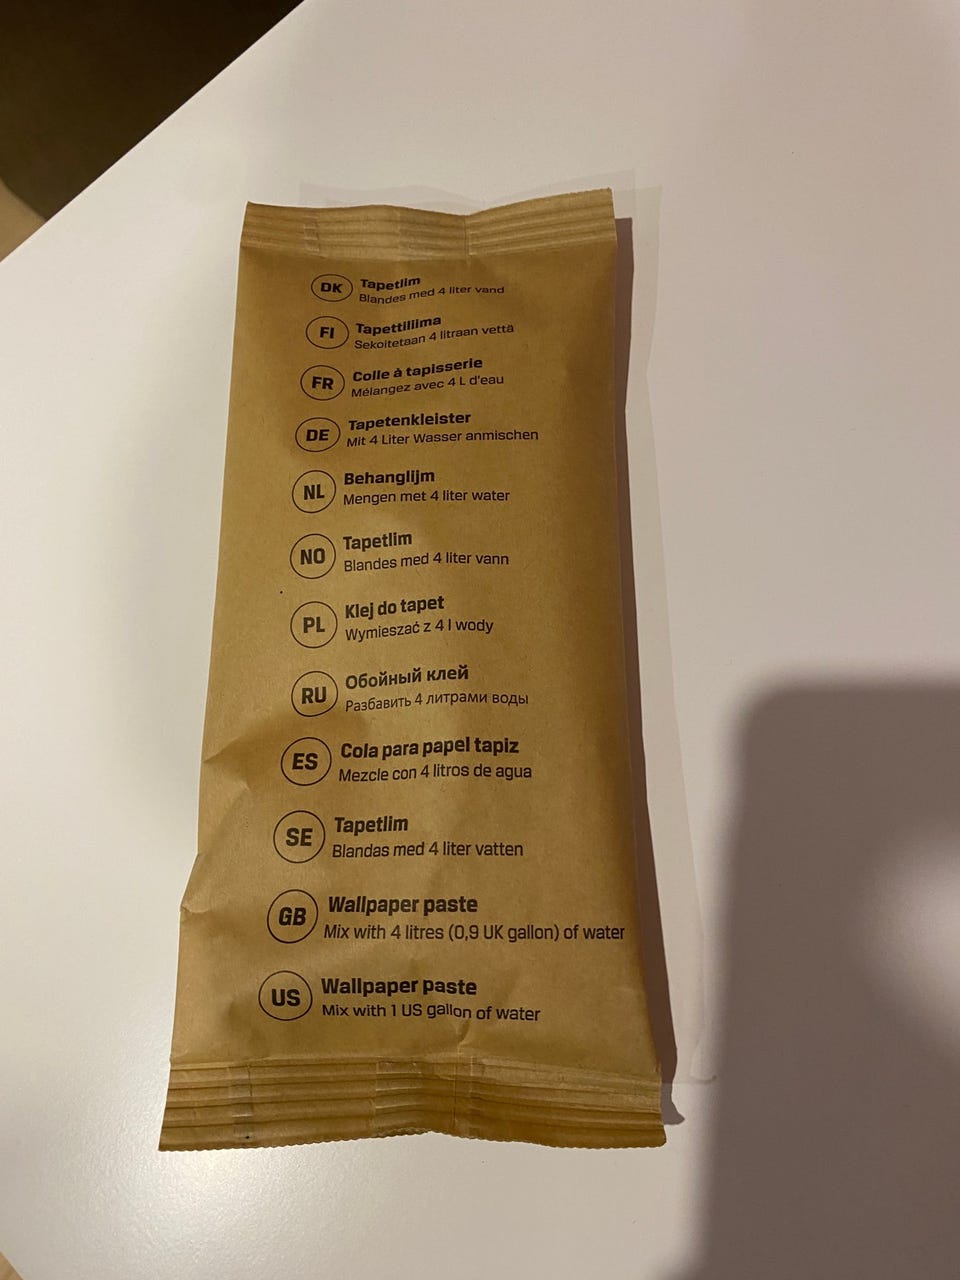 DK Tapetlim
Blandes med 4 liter vand
FI Tapettiliima
Sekoitetaan 4 litraan vettä
FR Colle à tapisserie
Mélangez avec 4 L d'eau
DE Tapetenkleister
Mit 4 Liter Wasser anmischen
NL Behanglijm
Mengen met 4 liter water
NO Tapetlim
Blandes med 4 liter vann
PL Klej do tapet
Wymieszać z 4 l wody
RU Обойный клей
Разбавить 4 литрами воды
ES Cola para papel tapiz
Mezcle con 4 litros de agua
SE Tapetlim
Blandas med 4 liter vatten
GB Wallpaper paste
Mix with 4 litres (0,9 UK gallon) of water
US Wallpaper paste
Mix with 1 US gallon of water